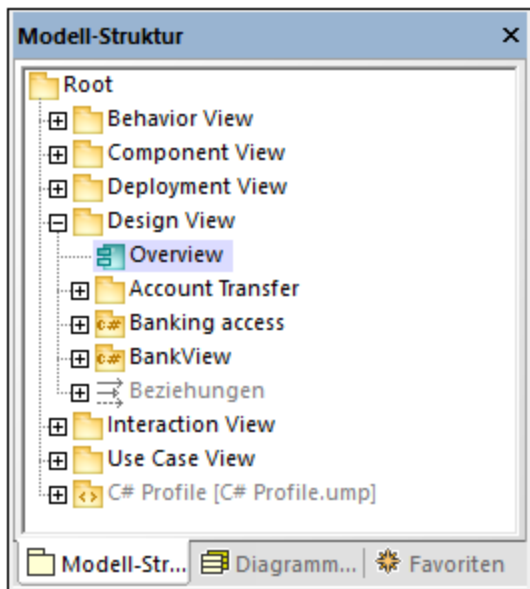 Modell-Struktur
Root
Behavior View
Component View
Deployment View
Design View
Overview
Account Transfer
Banking access
BankView
Beziehungen
Interaction View
Use Case View
C# Profile [C# Profile.ump]
Modell-Str... Diagramm... Favoriten